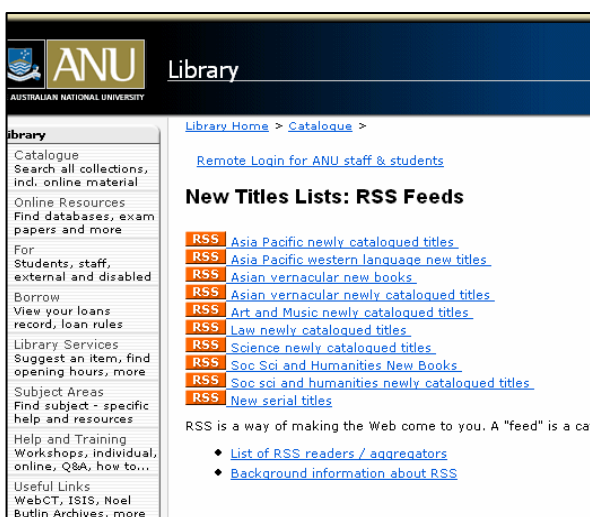 ANU
AUSTRALIAN NATIONAL UNIVERSITY
Library
ibrary
Catalogue
Search all collections,
incl. online material
Online Resources
Find databases, exam
papers and more
For
Students, staff,
external and disabled
Borrow
View your loans
record, loan rules
Library Services
Suggest an item, find
opening hours, more
Subject Areas
Find subject - specific
help and resources
Help and Training
Workshops, individual,
online, Q&A, how to...
Useful Links
WebCT, ISIS, Noel
Butlin Archives, more
Library Home > Catalogue >
Remote Login for ANU staff & students
New Titles Lists: RSS Feeds
RSS Asia Pacific newly catalogued titles
RSS Asia Pacific western language new titles
RSS Asian vernacular new books
RSS Asian vernacular newly catalogued titles
RSS Art and Music newly catalogued titles
RSS Law newly catalogued titles
RSS Science newly catalogued titles
RSS Soc Sci and Humanities New Books
RSS Soc sci and humanities newly catalogued titles
RSS New serial titles
RSS is a way of making the Web come to you. A "feed" is a ca
List of RSS readers / aggregators
Background information about RSS